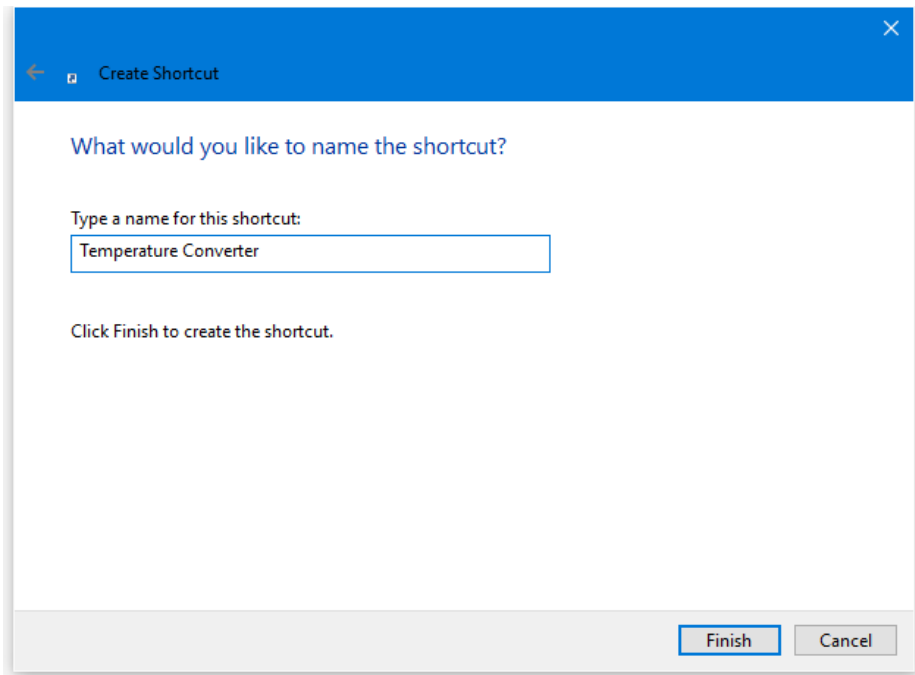 Create Shortcut
What would you like to name the shortcut?
Type a name for this shortcut:
Temperature Converter
Click Finish to create the shortcut.
Finish Cancel